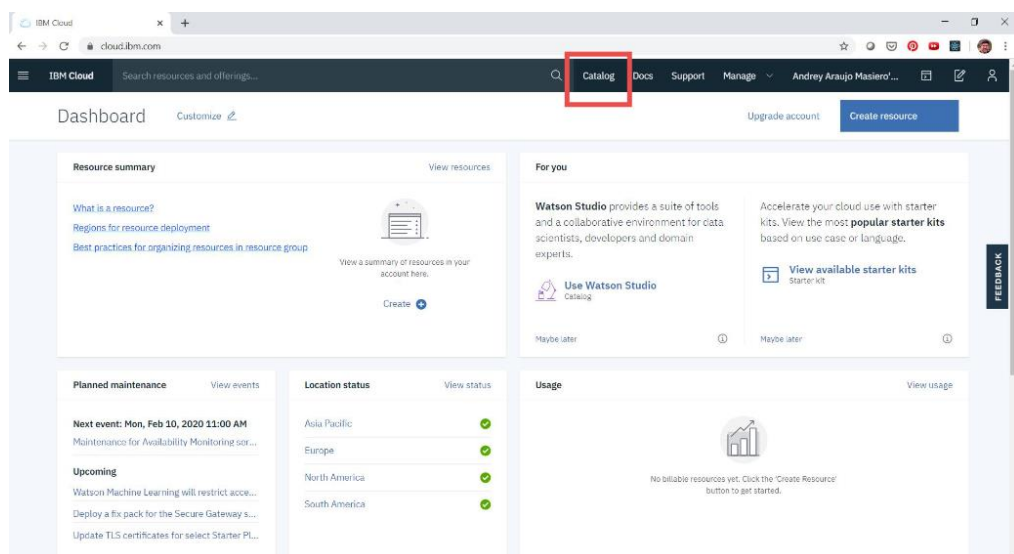 IBM Cloud
cloud.ibm.com
IBM Cloud Search resources and offerings... Catalog Docs Support Manage Andrey Araujo Masiero'...
Dashboard Customize Upgrade account Create resource
Resource summary View resources
What is a resource?
Regions for resource deployment
Best practices for organizing resources in resource group
View a summary of resources in your
account here.
Create
For you
Watson Studio provides a suite of tools
and a collaborative environment for data
scientists, developers and domain
experts.
Use Watson Studio
Catalog
Maybe later
Accelerate your cloud use with starter
kits. View the most popular starter kits
based on use case or language.
View available starter kits
Starter kit
Maybe later
FEEDBACK
Planned maintenance View events
Next event: Mon, Feb 10, 2020 11:00 AM
Maintenance for Availability Monitoring ser...
Upcoming
Watson Machine Learning will restrict acce...
Deploy a fix pack for the Secure Gateway s...
Update TLS certificates for select Starter Pl...
Location status View status
Asia Pacific
Europe
North America
South America
Usage View usage
No billable resources yet. Click the 'Create Resource'
button to get started.